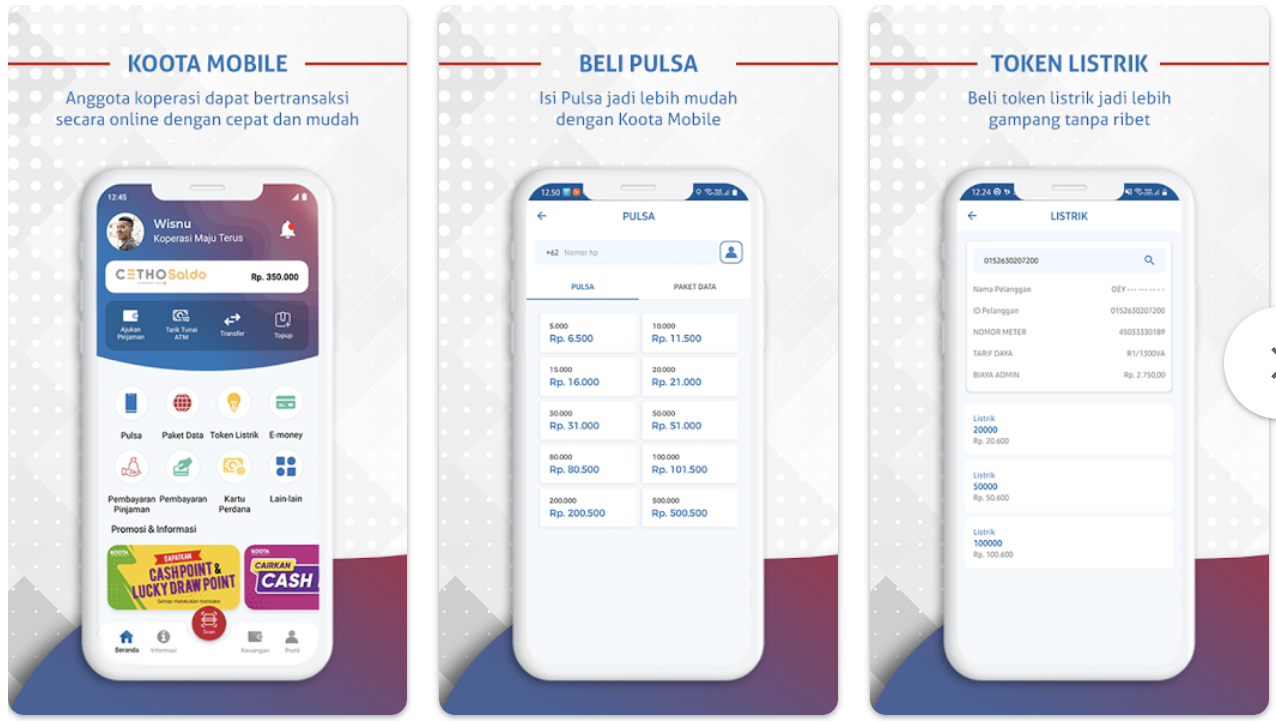 KOOTA MOBILE
Anggota koperasi dapat bertransaksi
secara online dengan cepat dan mudah
12:45
Wisnu
Koperasi Maju Terus
CETHO Saldo
Rp. 350.000
Ajukan
Pinjaman
Tarik Tunai
ATM
Transfer
Topup
Pulsa
Paket Data
Token Listrik
E-money
Pembayaran
Pinjaman
Pembayaran
Kartu
Perdana
Lain-lain
Promosi & Informasi
KOOTA
DAPATKAN
CASHPOINT &
LUCKY DRAW POINT
Setiap melakukan transaksi
KOOTA
CAIRKAN
CASH
Scan
Beranda
Informasi
Keuangan
Profil
BELI PULSA
Isi Pulsa jadi lebih mudah
dengan Koota Mobile
12.50
PULSA
+62 Nomor hp
PULSA
PAKET DATA
5.000
Rp. 6.500
10.000
Rp. 11.500
15.000
Rp. 16.000
20.000
Rp. 21.000
30.000
Rp. 31.000
50.000
Rp. 51.000
80.000
Rp. 80.500
100.000
Rp. 101.500
200.000
Rp. 200.500
500.000
Rp. 500.500
TOKEN LISTRIK
Beli token listrik jadi lebih
gampang tanpa ribet
12.24
LISTRIK
0152630207200
Nama Pelanggan
OEY --- --- -- - -
ID Pelanggan
0152630207200
NOMOR METER
45033330189
TARIF DAYA
R1/1300VA
BIAYA ADMIN
Rp. 2.750,00
Listrik
20000
Rp. 20.600
Listrik
50000
Rp. 50.600
Listrik
100000
Rp. 100.600